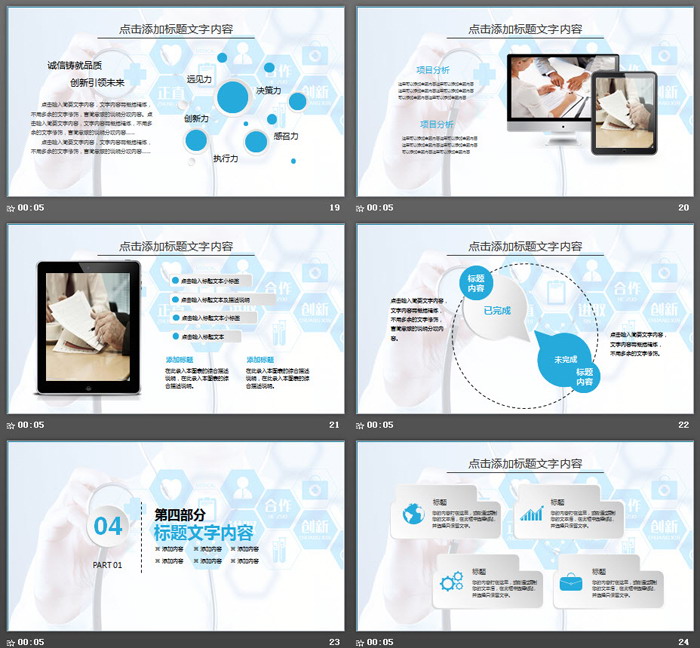 点击添加标题文字内容
诚信铸就品质
创新引领未来
点击输入简要文字内容，文字内容需概括精炼，
不用多余的文字修饰，言简意赅的说明分项内容……点
击输入简要文字内容，文字内容需概括精炼，不用多
余的文字修饰，言简意赅的说明分项内容……
点击输入简要文字内容，文字内容需概括精炼，
不用多余的文字修饰，言简意赅的说明分项内容……
远见力
决策力
创新力
感召力
执行力
正直
合作
创新
00:05
19
点击添加标题文字内容
项目分析
项目分析
合作
创新
00:05
20
点击添加标题文字内容
点击输入标题文本小标题
点击输入标题文本及描述说明
点击输入标题文本小标题
点击输入标题文本
添加标题
在此录入本图表的综合描述
说明，在此录入本图表的综
合描述说明。
添加标题
在此录入本图表的综合描述
说明，在此录入本图表的综
合描述说明。
合作
创新
00:05
21
点击添加标题文字内容
标题
内容
已完成
未完成
标题
内容
点击输入简要文字内容，
文字内容需概括精炼，
不用多余的文字修饰，
言简意赅的说明分项内
容。
点击输入简要文字内容，
文字内容需概括精炼，
不用多余的文字修饰。
进取
合作
创新
00:05
22
04
PART 01
第四部分
标题文字内容
添加内容 添加内容 添加内容
添加内容 添加内容 添加内容
合作
创新
00:05
23
点击添加标题文字内容
标题
标题
标题
标题
创新
00:05
24